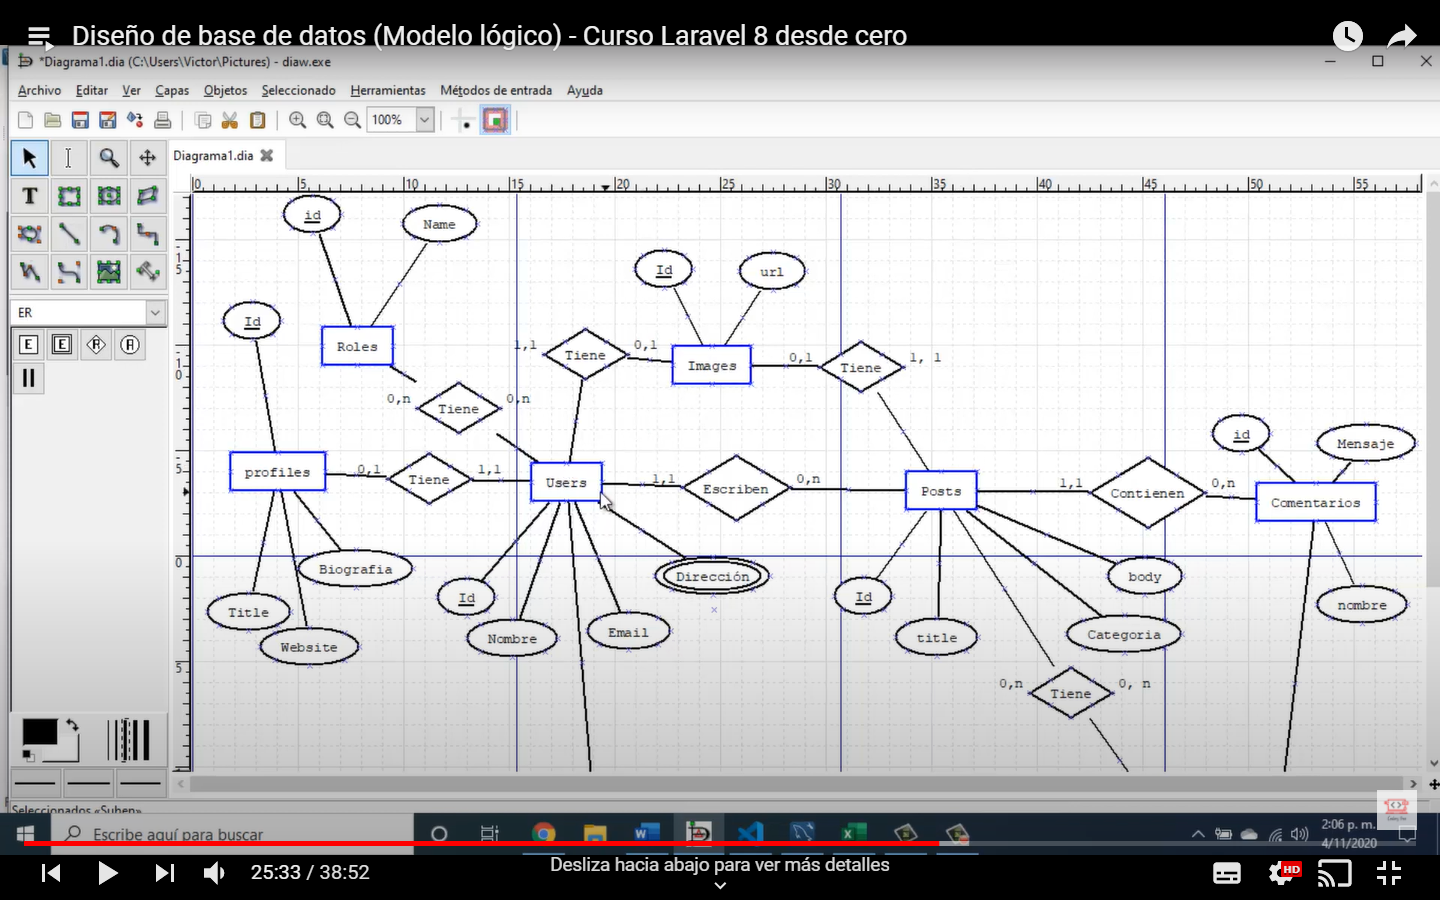 Diseño de base de datos (Modelo lógico) - Curso Laravel 8 desde cero
*Diagrama1.dia (C:\Users\Victor\Pictures) - diaw.exe
Archivo Editar Ver Capas Objetos Seleccionado Herramientas Métodos de entrada Ayuda
100%
Diagrama1.dia
0 5 10 15 20 25 30 35 40 45 50 55
ER
id
Name
Id
Roles
Id
url
1,1
Tiene
0,1
Images
0,1
Tiene
1, 1
0,n
Tiene
0,n
id
Mensaje
profiles
0,1
Tiene
1,1
Users
1,1
Escriben
0,n
Posts
1,1
Contienen
0,n
Comentarios
Biografia
Dirección
body
Title
Id
Id
nombre
Website
Nombre
Email
title
Categoria
0,n
Tiene
0, n
Seleccionados «Suben»
Escribe aquí para buscar
2:06 p. m.
4/11/2020
25:33 / 38:52
Desliza hacia abajo para ver más detalles
HD